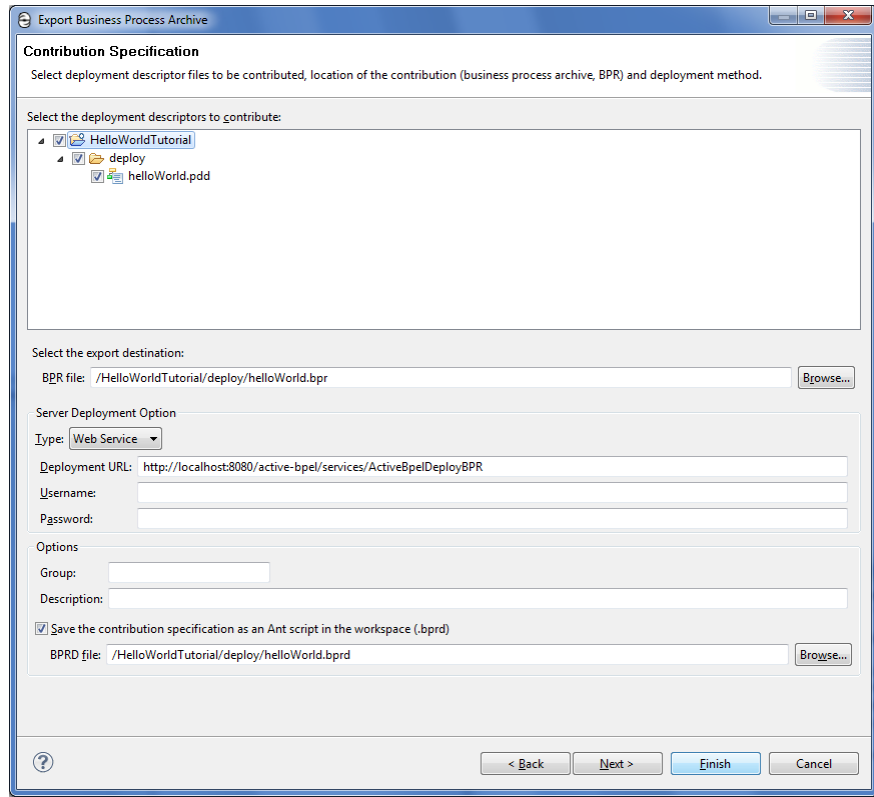 Export Business Process Archive
Contribution Specification
Select deployment descriptor files to be contributed, location of the contribution (business process archive, BPR) and deployment method.
Select the deployment descriptors to contribute:
HelloWorldTutorial
deploy
helloWorld.pdd
Select the export destination:
BPR file: /HelloWorldTutorial/deploy/helloWorld.bpr Browse...
Server Deployment Option
Type: Web Service
Deployment URL: http://localhost:8080/active-bpel/services/ActiveBpelDeployBPR
Username:
Password:
Options
Group:
Description:
Save the contribution specification as an Ant script in the workspace (.bprd)
BPRD file: /HelloWorldTutorial/deploy/helloWorld.bprd Browse...
? < Back Next > Finish Cancel